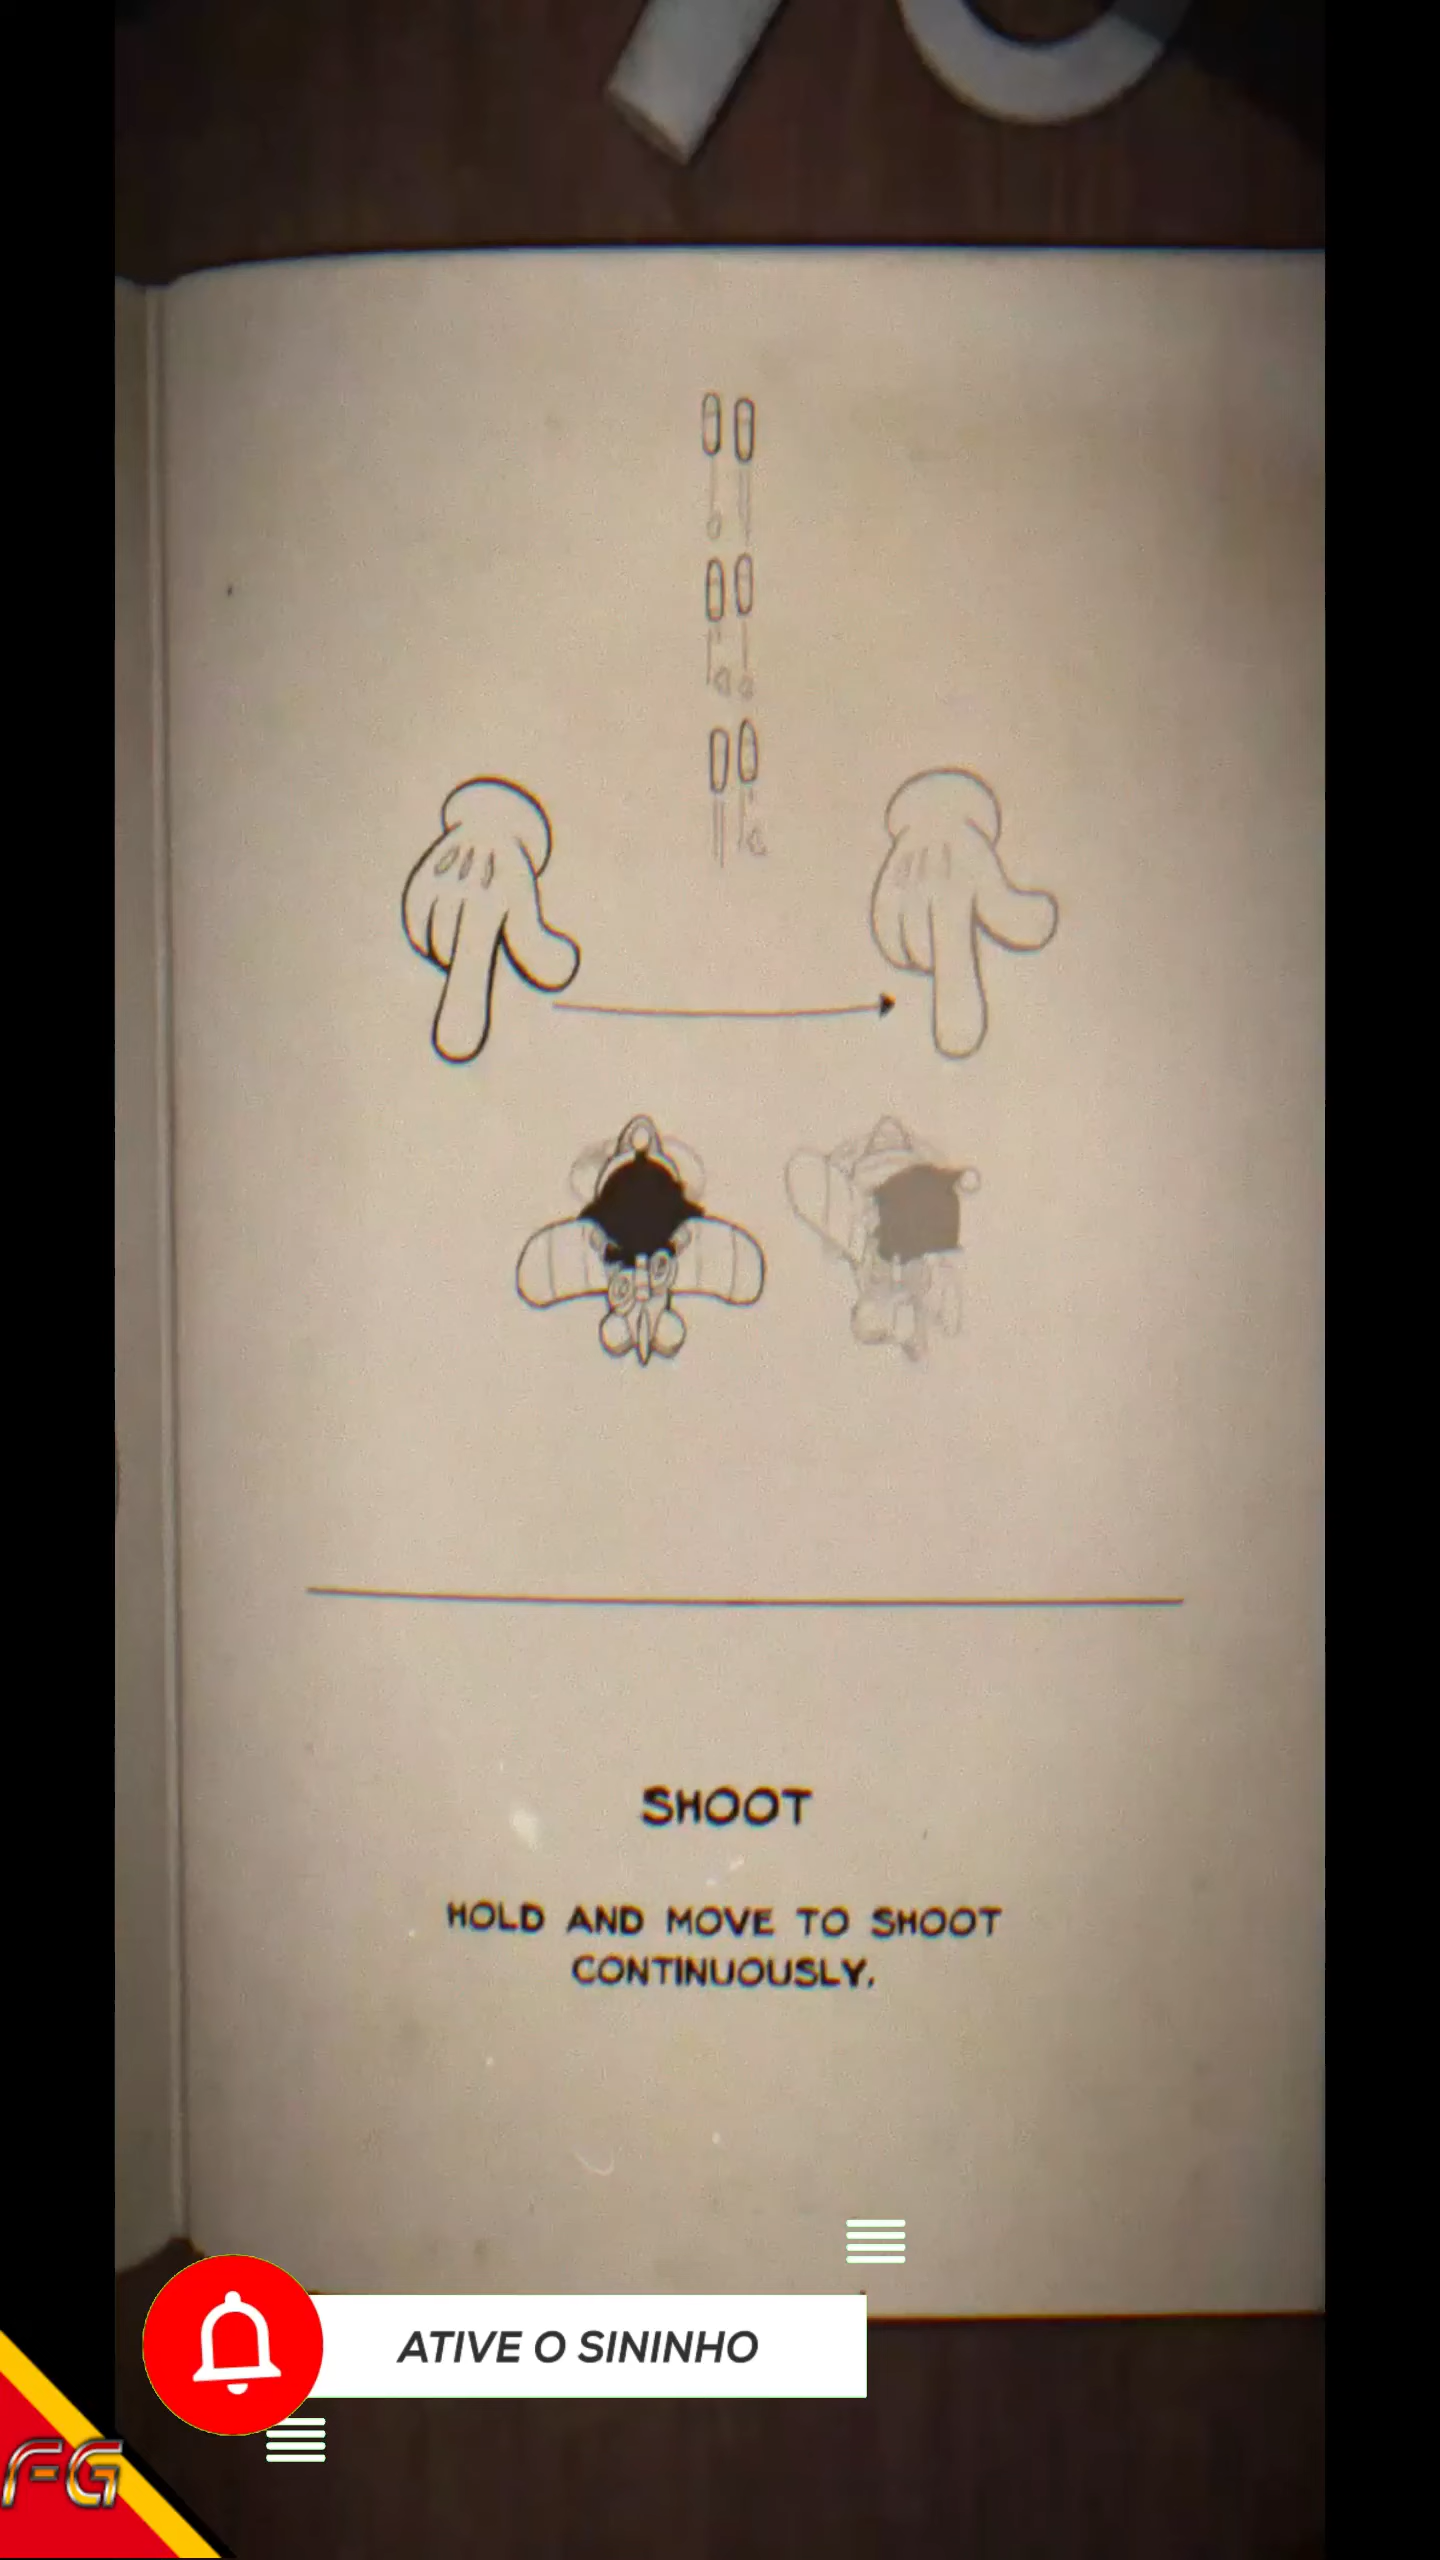 SHOOT
HOLD AND MOVE TO SHOOT
CONTINUOUSLY.
ATIVE O SININHO
FG